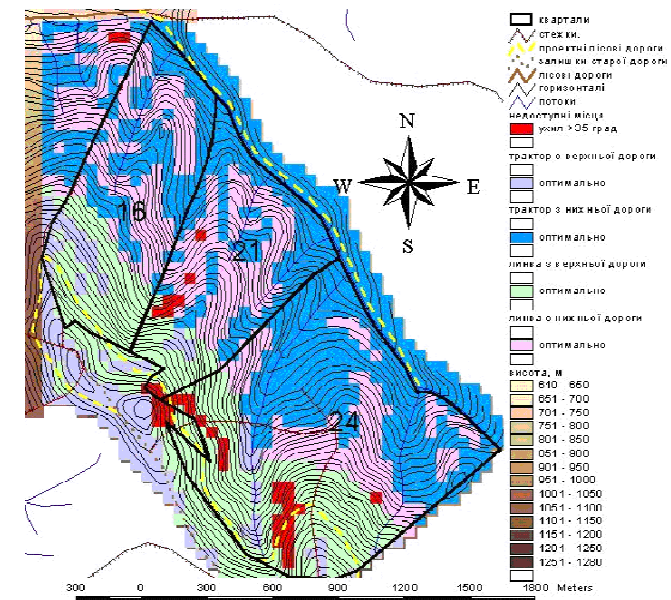 16
21
24
N
W E
S
квартали
стежки.
проектні лісові дороги
залишки старої дороги
лісові дороги
горизонталі
потоки
недоступні місця
ухил >35 град
трактор з верхньої дороги
оптимально
трактор з нижньої дороги
оптимально
линва з верхньої дороги
оптимально
линва з нижньої дороги
оптимально
висота, м
610 - 650
651 - 700
701 - 750
751 - 800
801 - 850
851 - 900
901 - 950
951 - 1000
1001 - 1050
1051 - 1100
1101 - 1150
1151 - 1200
1201 - 1250
1251 - 1280
300 0 300 600 900 1200 1500 1800 Meters